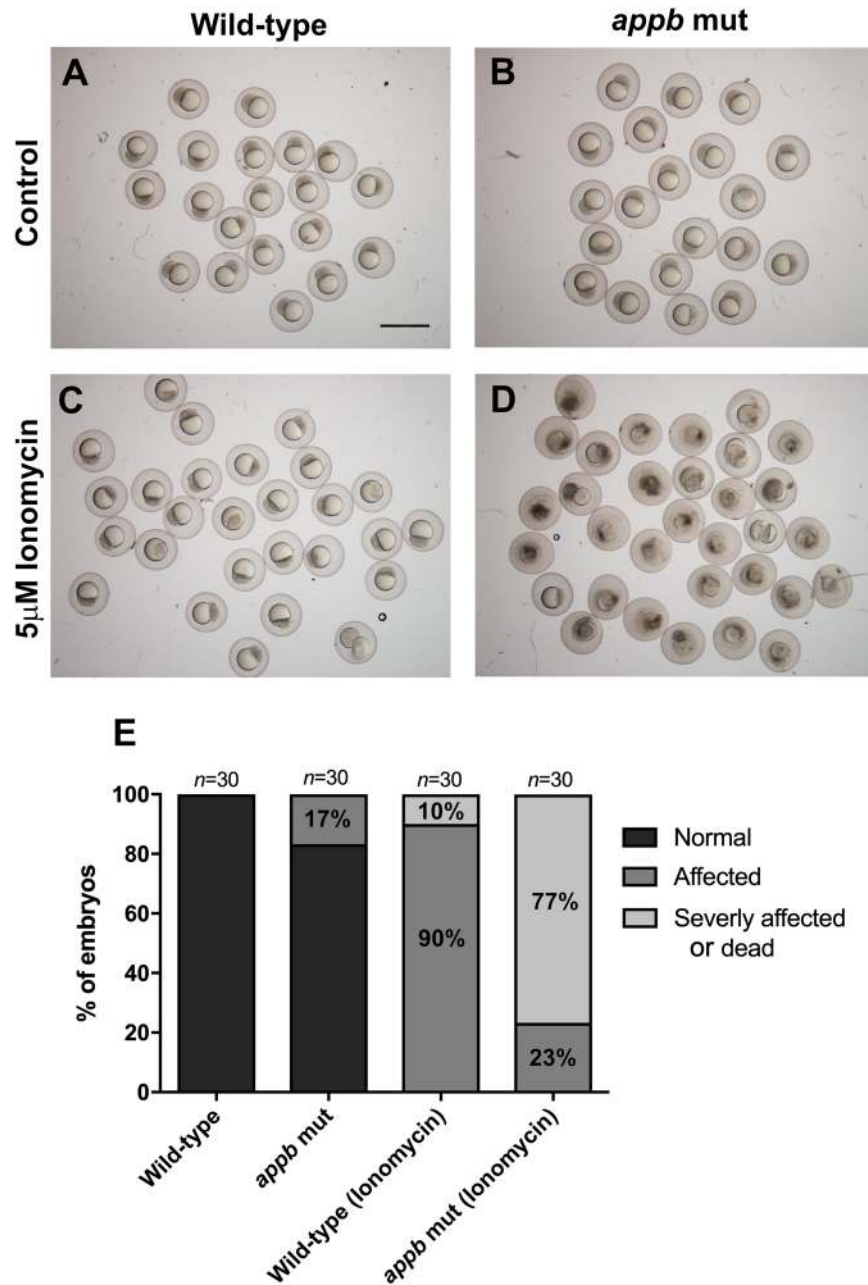 Wild-type
appb mut
Control
A
B
5μM Ionomycin
C
D
E
n=30
n=30
n=30
n=30
% of embryos
100
80
60
40
20
0
17%
10%
90%
77%
23%
Normal
Affected
Severly affected
or dead
Wild-type
appb mut
Wild-type (Ionomycin)
appb mut (Ionomycin)